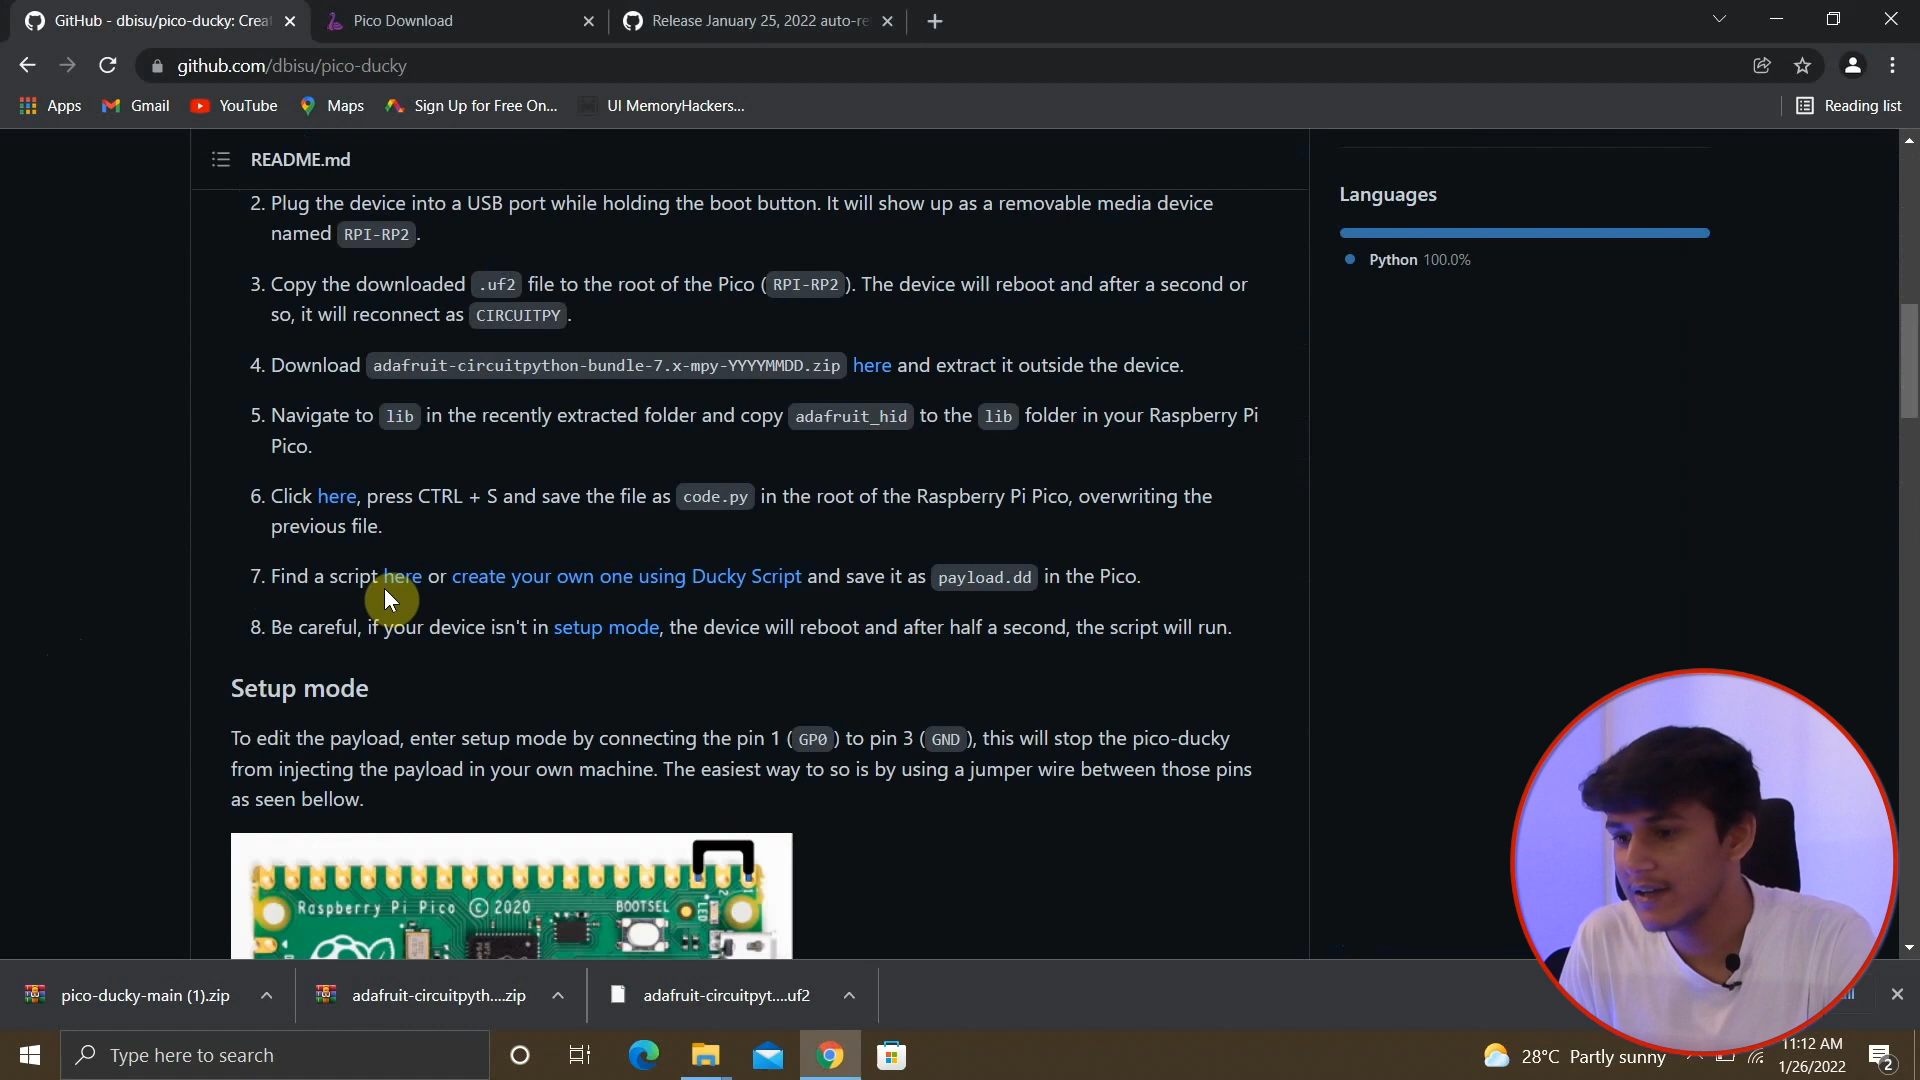 GitHub - dbisu/pico-ducky: Crea
Pico Download
Release January 25, 2022 auto-re
github.com/dbisu/pico-ducky
Apps
Gmail
YouTube
Maps
Sign Up for Free On...
UI MemoryHackers...
Reading list
README.md
2. Plug the device into a USB port while holding the boot button. It will show up as a removable media device
named RPI-RP2.
3. Copy the downloaded .uf2 file to the root of the Pico (RPI-RP2). The device will reboot and after a second or
so, it will reconnect as CIRCUITPY.
4. Download adafruit-circuitpython-bundle-7.x-mpy-YYYYMMDD.zip here and extract it outside the device.
5. Navigate to lib in the recently extracted folder and copy adafruit_hid to the lib folder in your Raspberry Pi
Pico.
6. Click here, press CTRL + S and save the file as code.py in the root of the Raspberry Pi Pico, overwriting the
previous file.
7. Find a script here or create your own one using Ducky Script and save it as payload.dd in the Pico.
8. Be careful, if your device isn't in setup mode, the device will reboot and after half a second, the script will run.
Setup mode
To edit the payload, enter setup mode by connecting the pin 1 (GP0) to pin 3 (GND), this will stop the pico-ducky
from injecting the payload in your own machine. The easiest way to so is by using a jumper wire between those pins
as seen bellow.
Raspberry Pi Pico © 2020
BOOTSEL
LED
2
1
Languages
Python 100.0%
pico-ducky-main (1).zip
adafruit-circuitpyth....zip
adafruit-circuitpyt....uf2
Type here to search
28°C Partly sunny
11:12 AM
1/26/2022
2